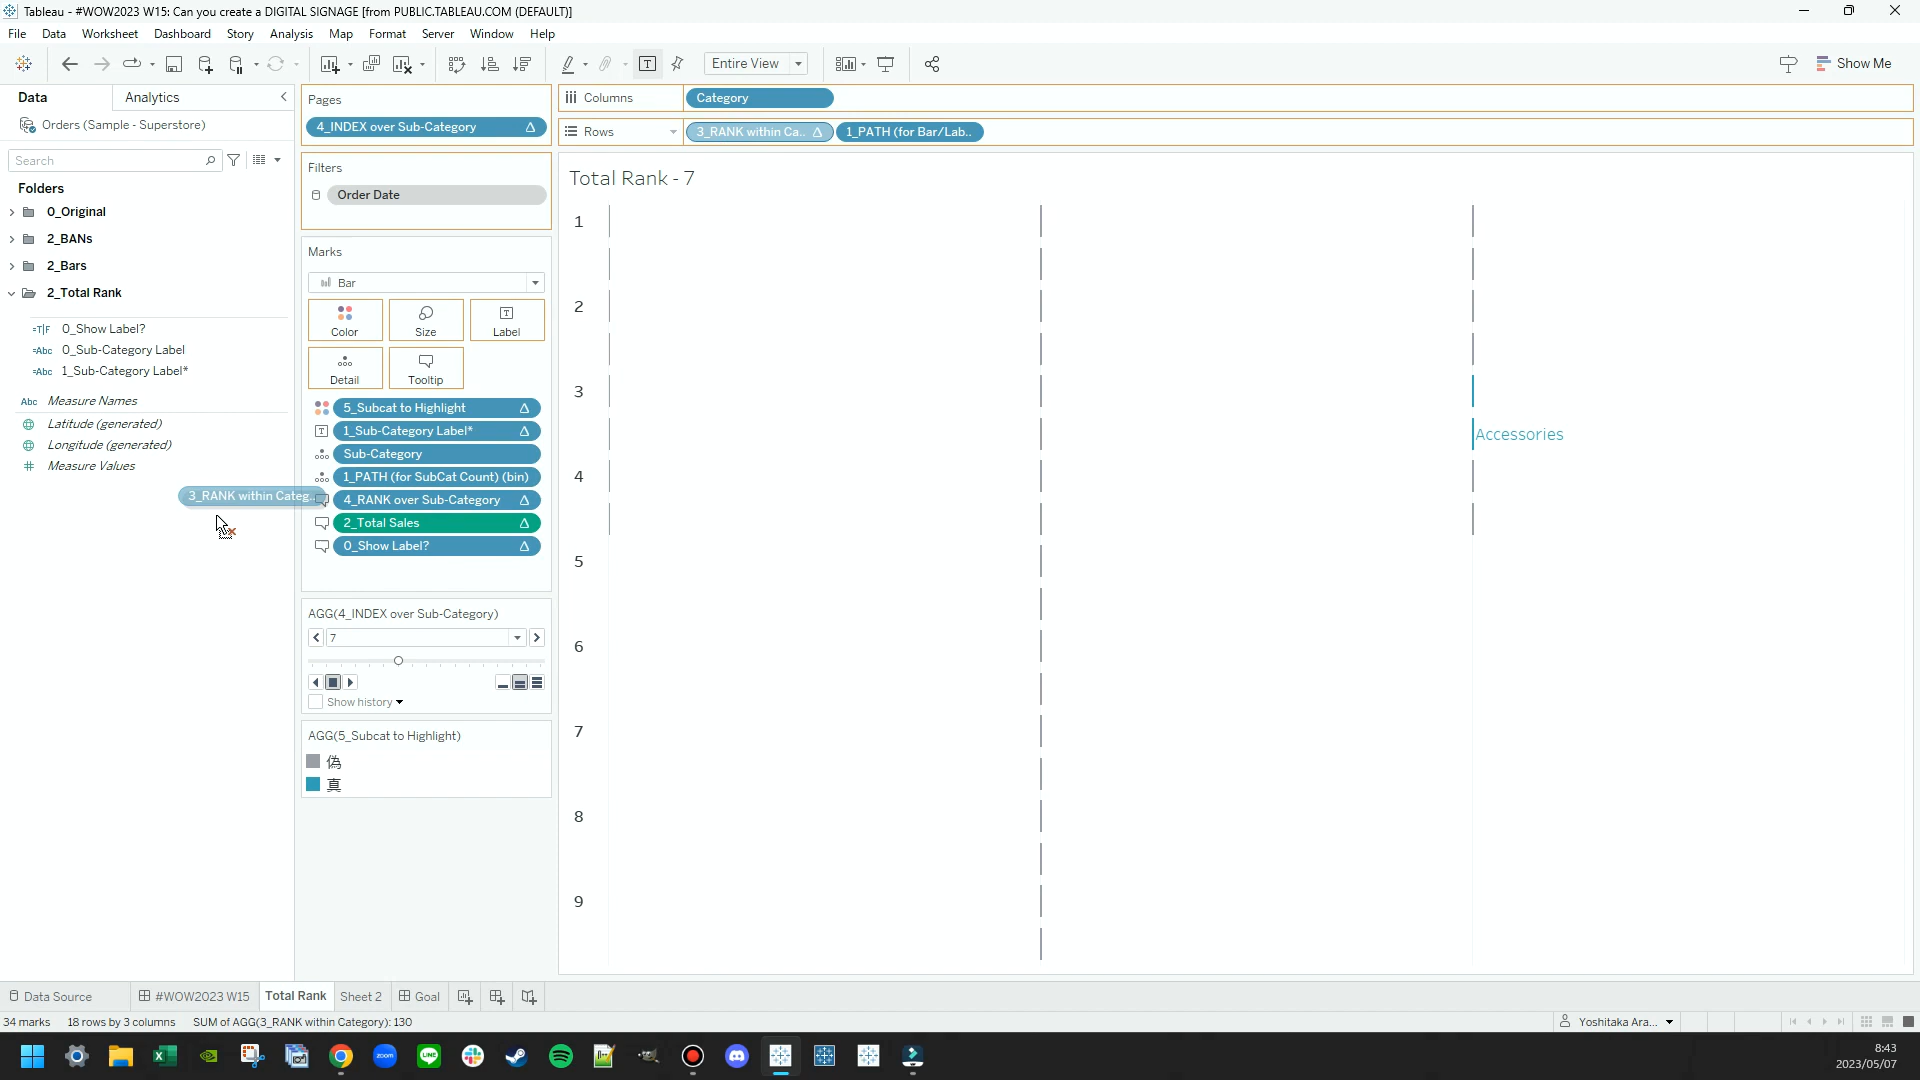 Tableau - #WOW2023 W15: Can you create a DIGITAL SIGNAGE [from PUBLIC.TABLEAU.COM (DEFAULT)]
File Data Worksheet Dashboard Story Analysis Map Format Server Window Help
Entire View
Show Me
Data Analytics
Orders (Sample - Superstore)
Search
Folders
0_Original
2_BANs
2_Bars
2_Total Rank
=T|F 0_Show Label?
=Abc 0_Sub-Category Label
=Abc 1_Sub-Category Label*
Abc Measure Names
Latitude (generated)
Longitude (generated)
# Measure Values
3_RANK within Categ..
Pages
4_INDEX over Sub-Category
Filters
Order Date
Marks
Bar
Color Size Label
Detail Tooltip
5_Subcat to Highlight
1_Sub-Category Label*
Sub-Category
1_PATH (for SubCat Count) (bin)
4_RANK over Sub-Category
2_Total Sales
0_Show Label?
AGG(4_INDEX over Sub-Category)
7
Show history
AGG(5_Subcat to Highlight)
偽
真
Columns Category
Rows 3_RANK within Ca.. 1_PATH (for Bar/Lab..
Total Rank - 7
1
2
3
Accessories
4
5
6
7
8
9
Data Source #WOW2023 W15 Total Rank Sheet 2 Goal
34 marks 18 rows by 3 columns SUM of AGG(3_RANK within Category): 130
Yoshitaka Ara...
zoom
LINE
8:43
2023/05/07